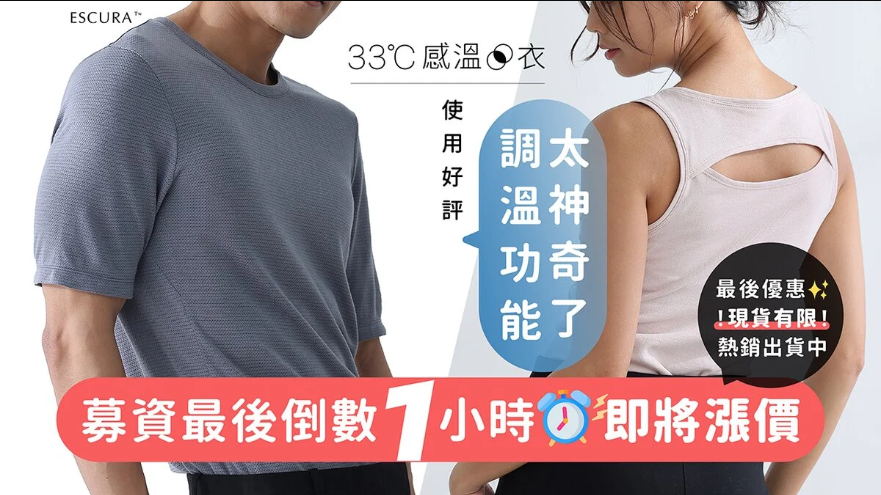 ESCURA™
33℃感溫衣
使用好評
太神奇了
調溫功能
最後優惠✨
!現貨有限!
熱銷出貨中
募資最後倒數1小時⏰即將漲價